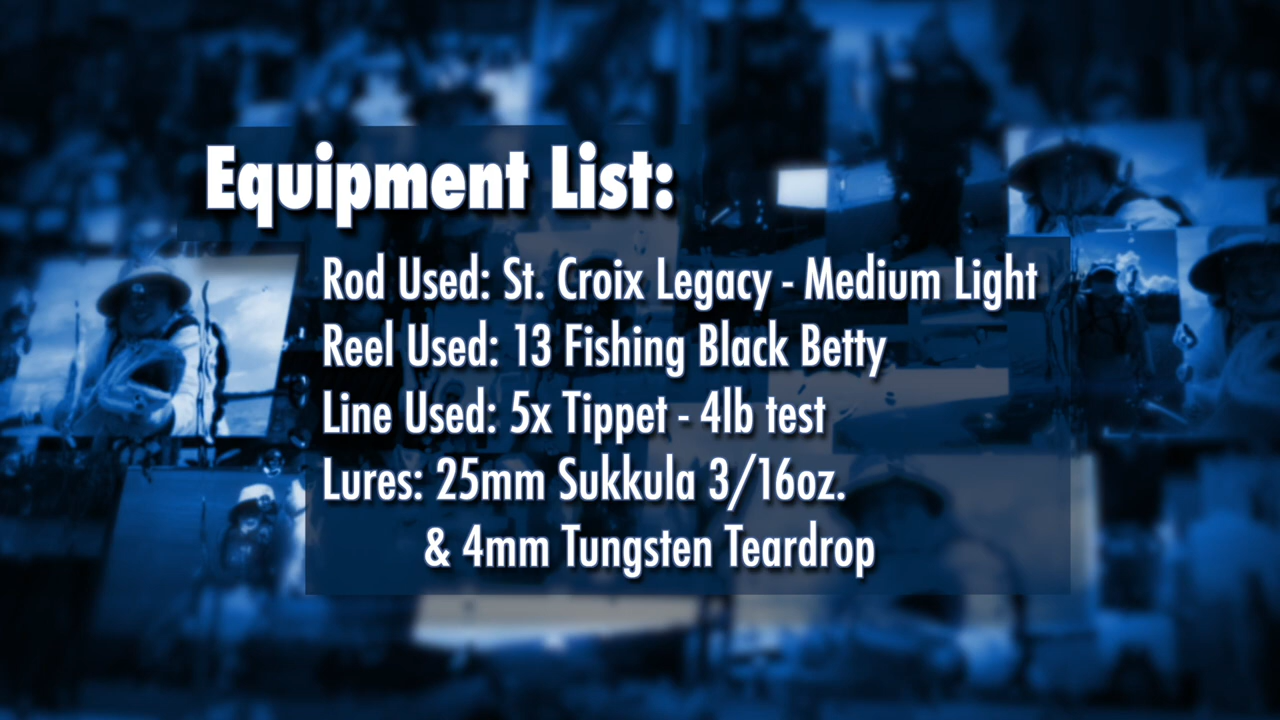 Equipment List:
Rod Used: St. Croix Legacy - Medium Light
Reel Used: 13 Fishing Black Betty
Line Used: 5x Tippet - 4lb test
Lures: 25mm Sukkula 3/16oz.
& 4mm Tungsten Teardrop